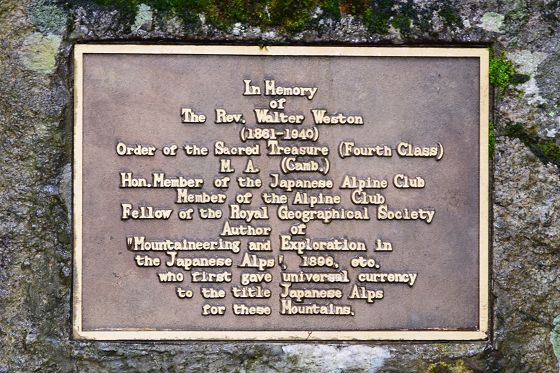 In Memory
of
The Rev. Walter Weston
(1861-1940)
Order of the Sacred Treasure (Fourth Class)
M. A. (Camb.)
Hon. Member of the Japanese Alpine Club
Member of the Alpine Club
Fellow of the Royal Geographical Society
Author of
"Mountaineering and Exploration in
the Japanese Alps", 1896, etc.
who first gave universal currency
to the title Japanese Alps
for these Mountains.